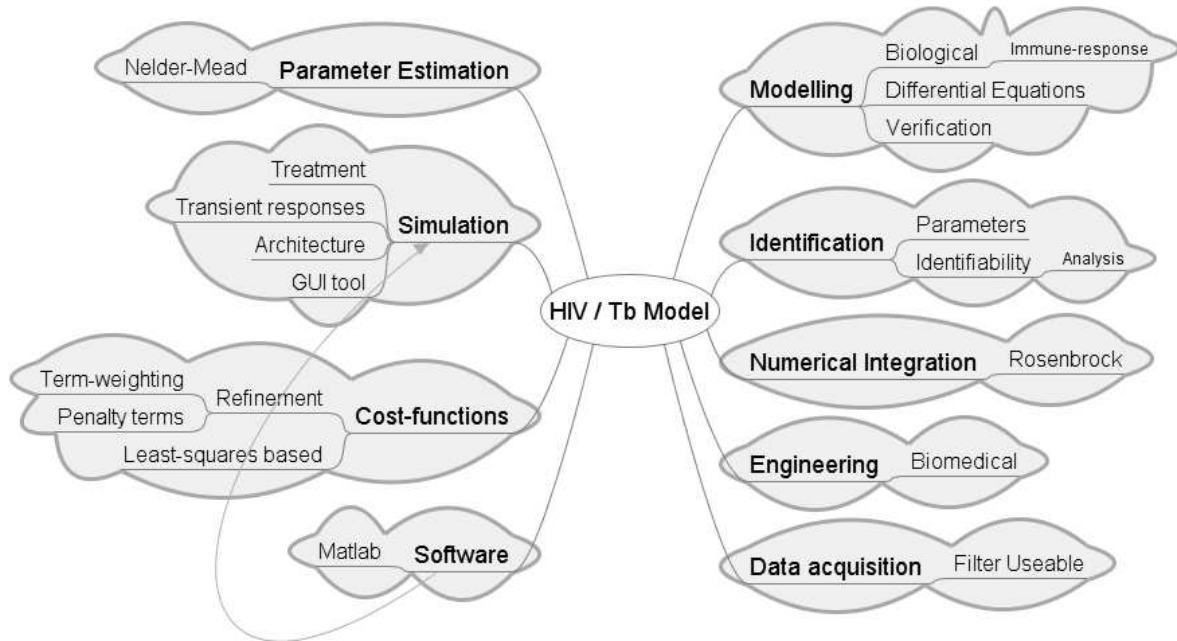 Nelder-Mead
Parameter Estimation
Treatment
Transient responses
Architecture
GUI tool
Simulation
Term-weighting
Penalty terms
Refinement
Least-squares based
Cost-functions
Matlab
Software
HIV / Tb Model
Modelling
Biological
Immune-response
Differential Equations
Verification
Identification
Parameters
Identifiability
Analysis
Numerical Integration
Rosenbrock
Engineering
Biomedical
Data acquisition
Filter Useable